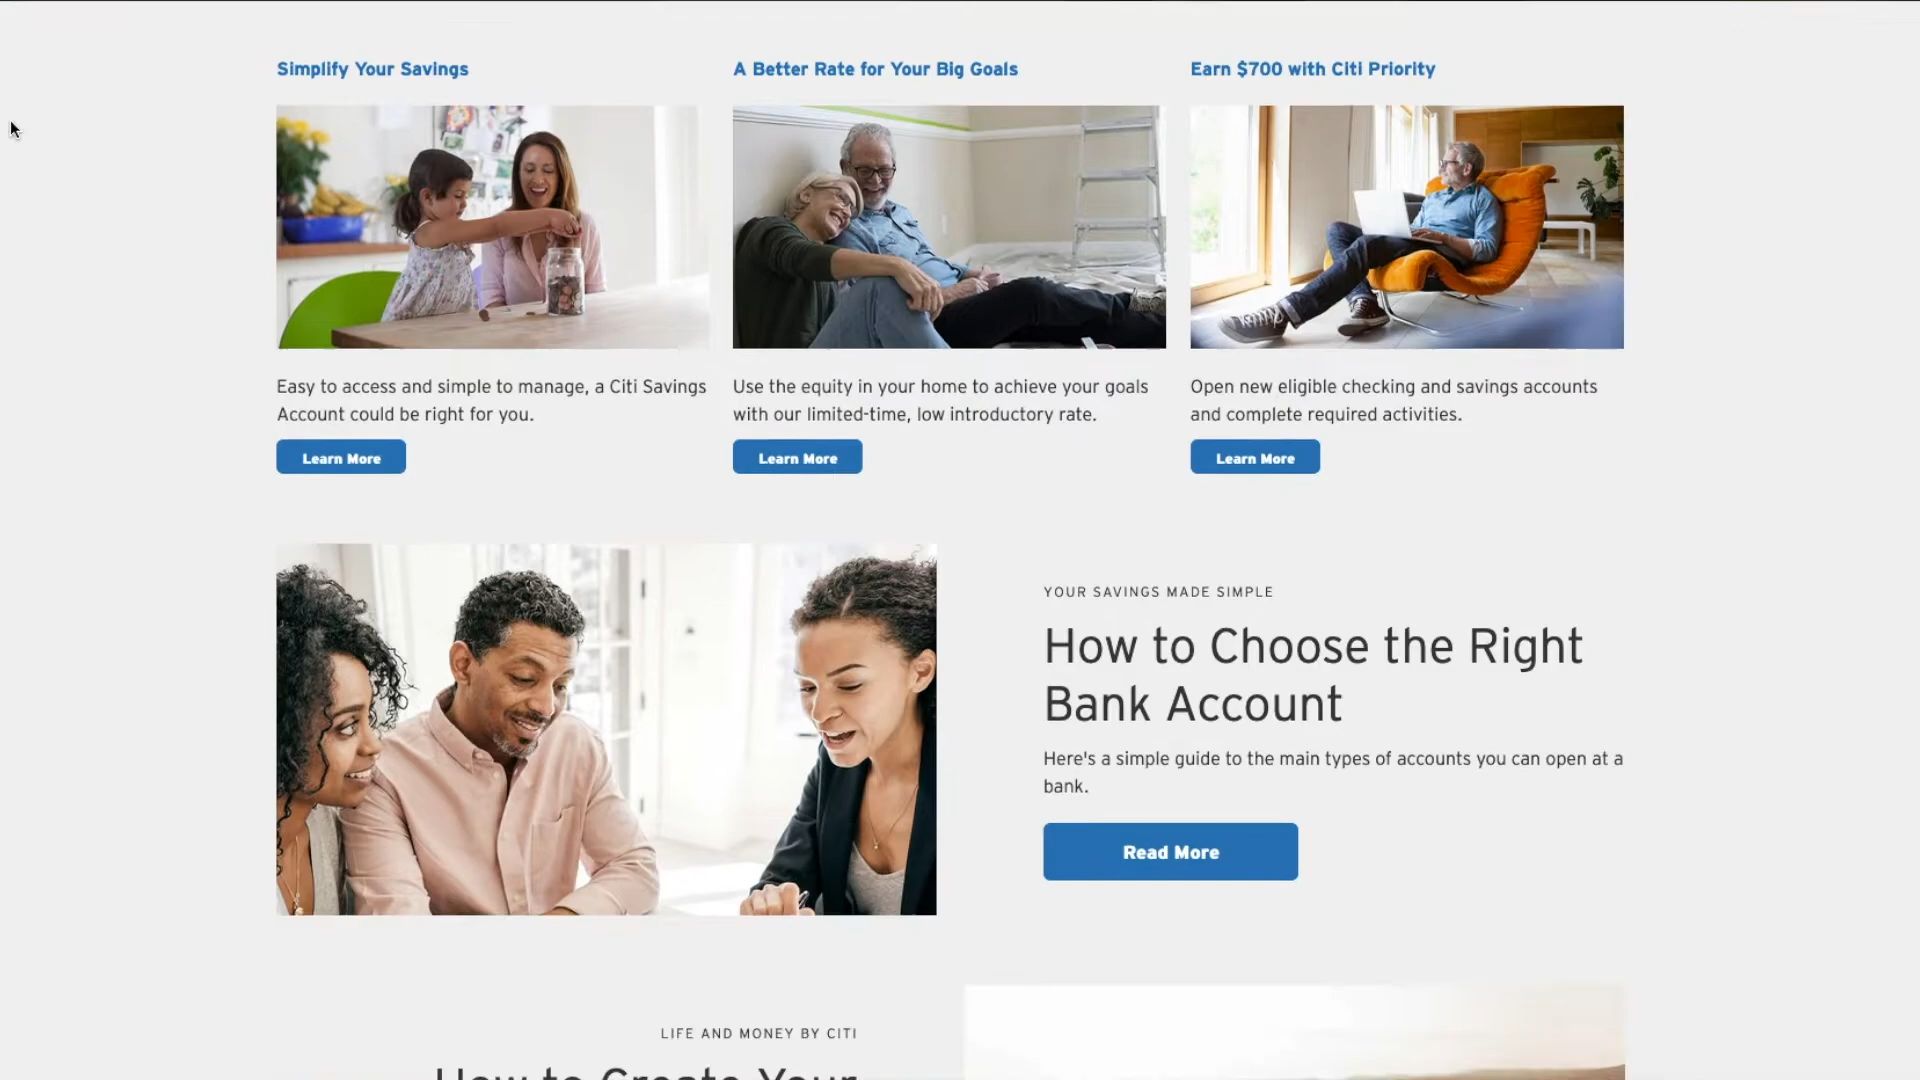 Simplify Your Savings
A Better Rate for Your Big Goals
Earn $700 with Citi Priority
Easy to access and simple to manage, a Citi Savings
Account could be right for you.
Use the equity in your home to achieve your goals
with our limited-time, low introductory rate.
Open new eligible checking and savings accounts
and complete required activities.
Learn More
Learn More
Learn More
YOUR SAVINGS MADE SIMPLE
How to Choose the Right
Bank Account
Here's a simple guide to the main types of accounts you can open at a
bank.
Read More
LIFE AND MONEY BY CITI
How to Create Your